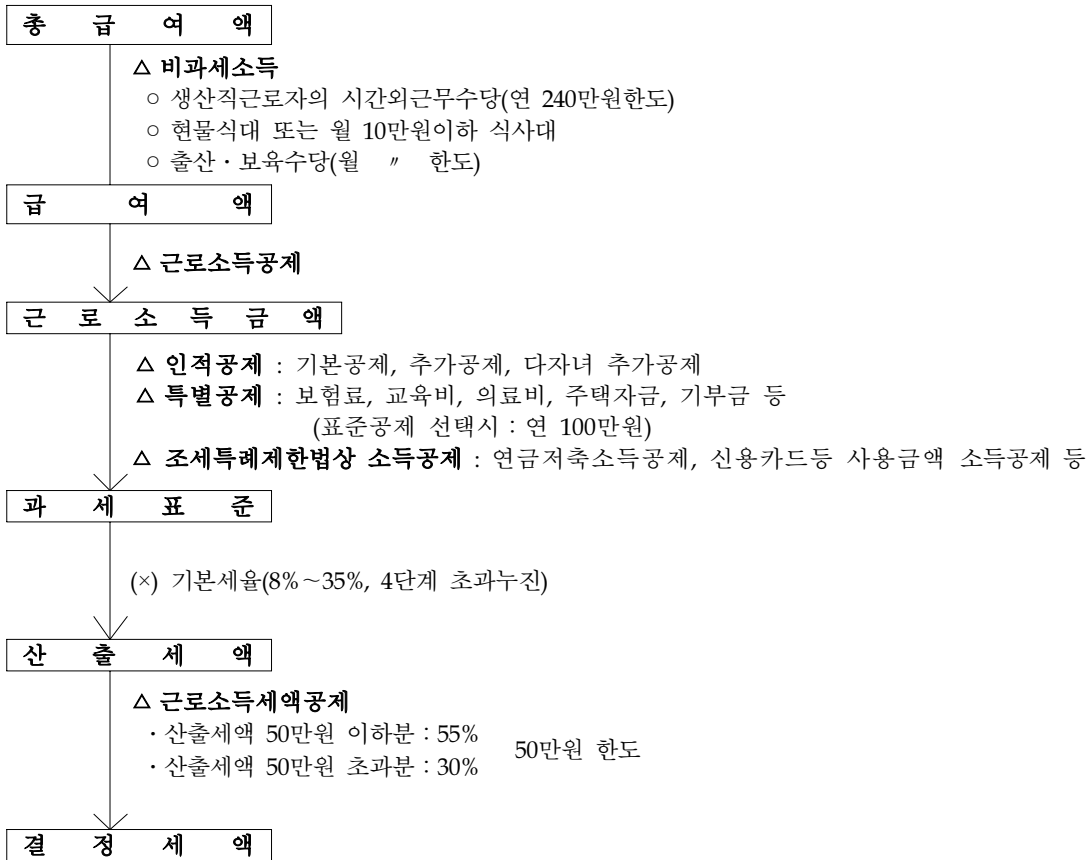 총 급 여 액
△ 비과세소득
○ 생산직근로자의 시간외근무수당(연 240만원한도)
○ 현물식대 또는 월 10만원이하 식사대
○ 출산・보육수당(월 〃 한도)
급 여 액
△ 근로소득공제
근 로 소 득 금 액
△ 인적공제 : 기본공제, 추가공제, 다자녀 추가공제
△ 특별공제 : 보험료, 교육비, 의료비, 주택자금, 기부금 등
(표준공제 선택시 : 연 100만원)
△ 조세특례제한법상 소득공제 : 연금저축소득공제, 신용카드등 사용금액 소득공제 등
과 세 표 준
(×) 기본세율(8%~35%, 4단계 초과누진)
산 출 세 액
△ 근로소득세액공제
・산출세액 50만원 이하분 : 55%
50만원 한도
・산출세액 50만원 초과분 : 30%
결 정 세 액